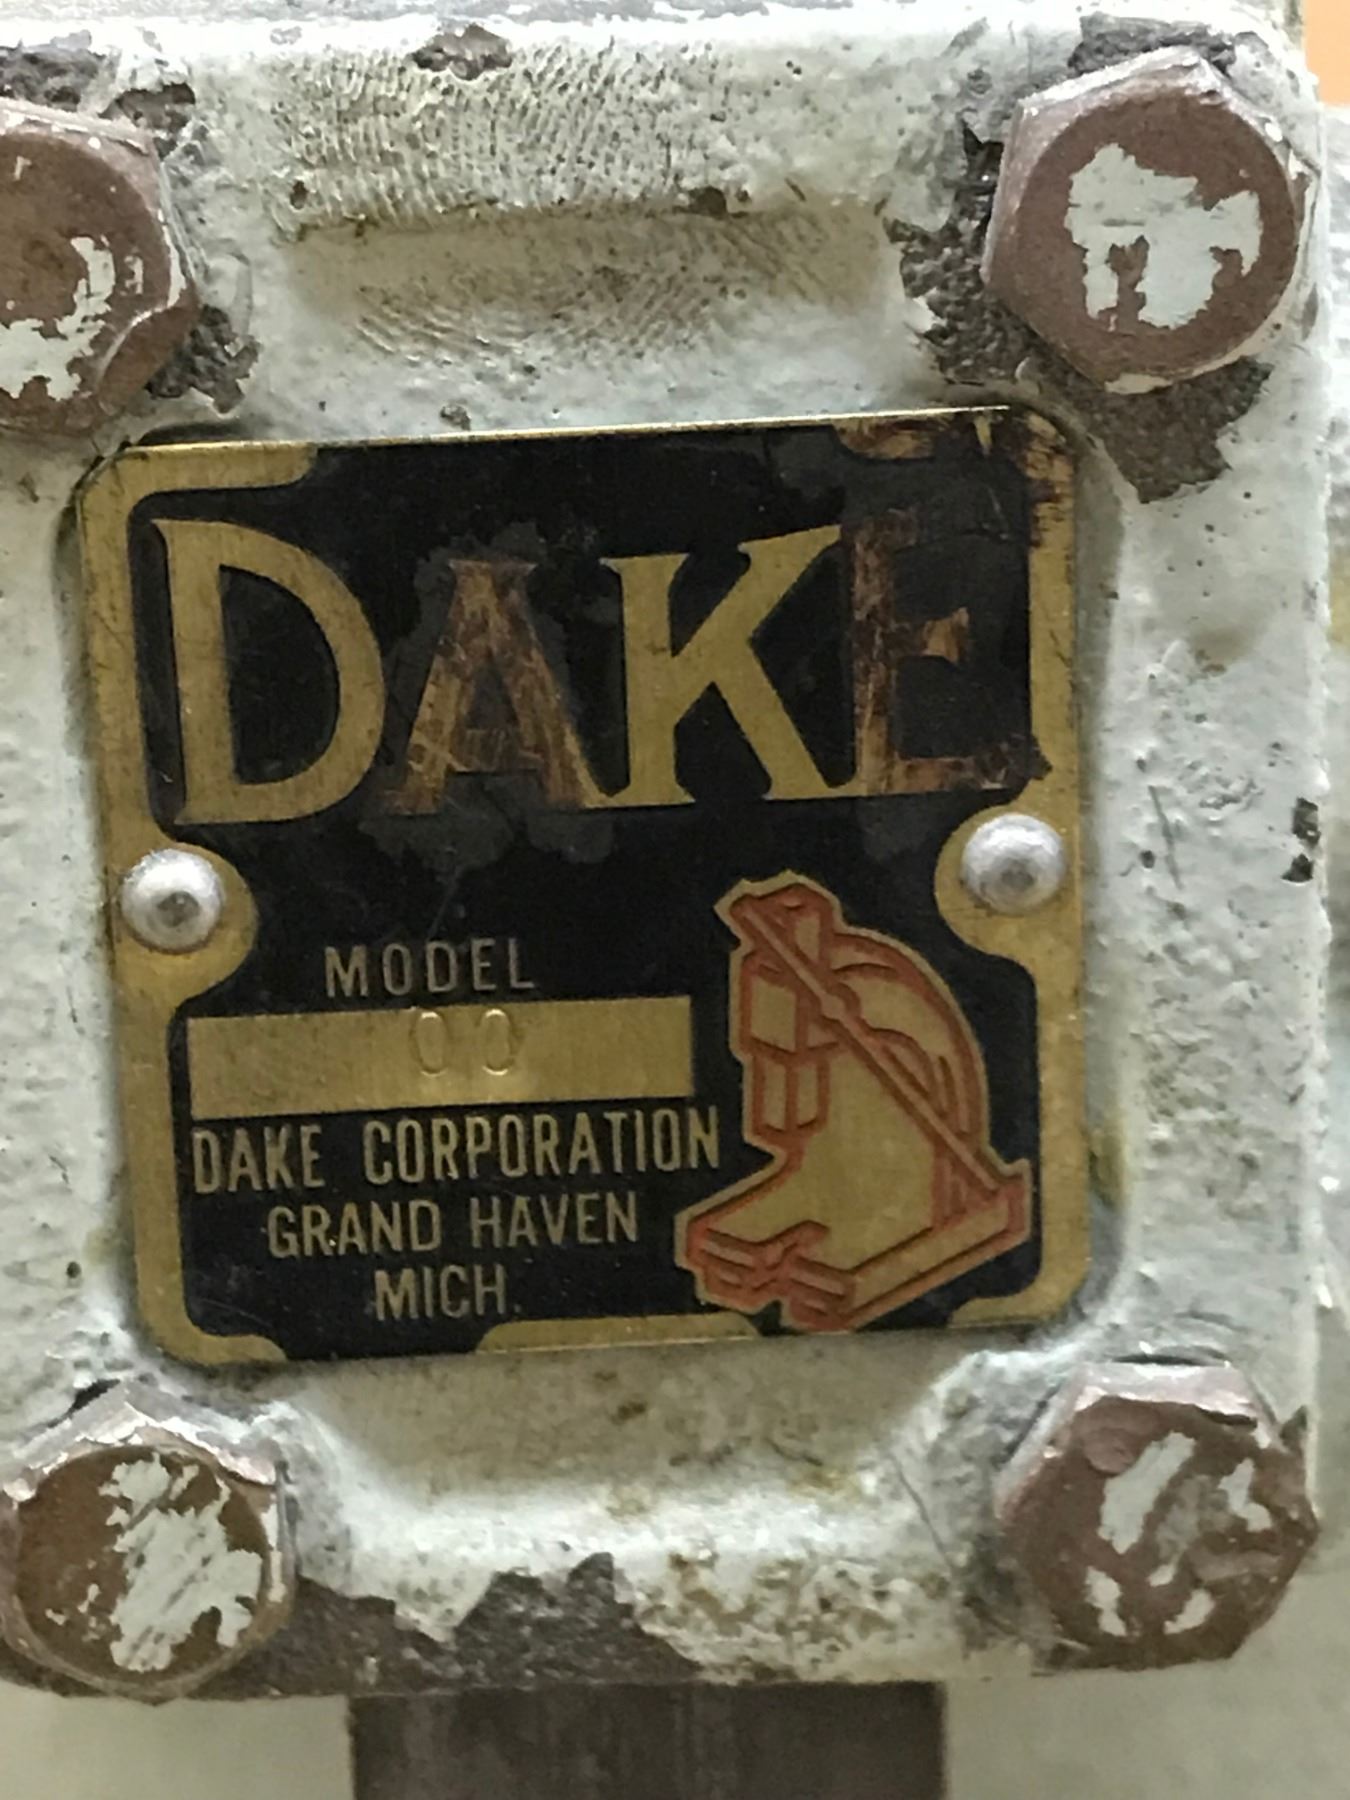 DAKE
MODEL
00
DAKE CORPORATION
GRAND HAVEN
MICH.